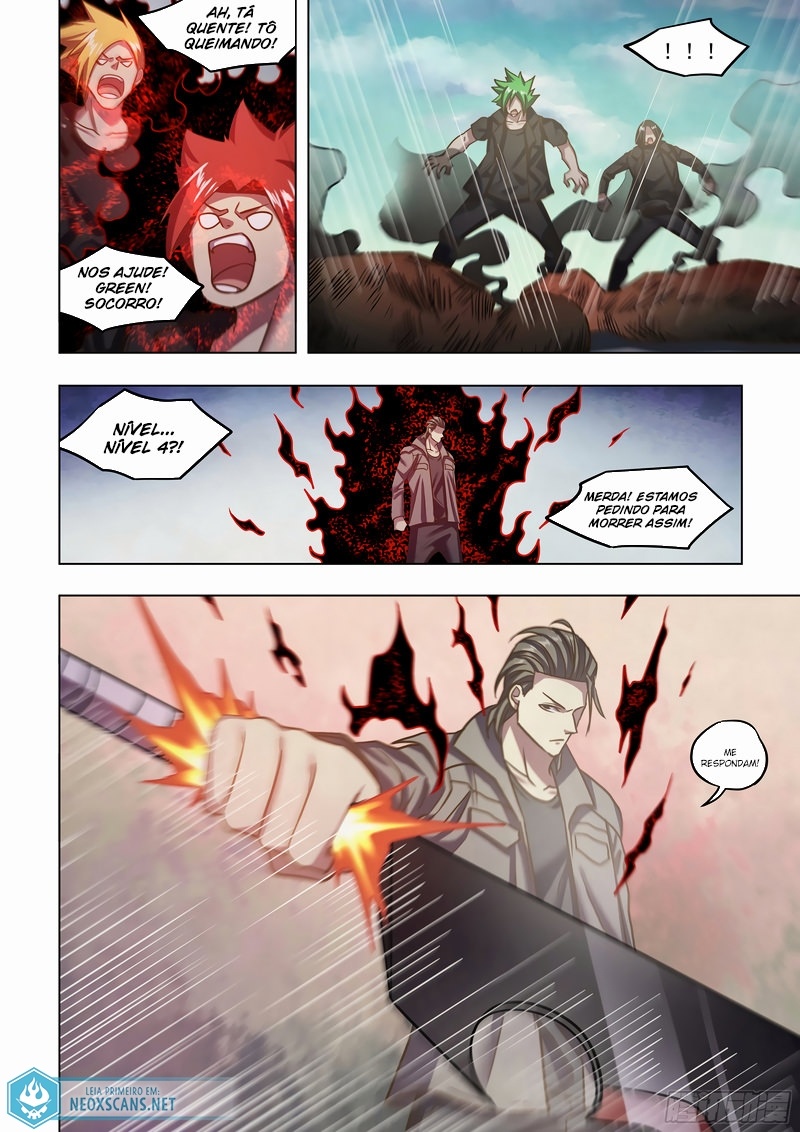 AH, TÁ
QUENTE! TÔ
QUEIMANDO!
! ! !
NOS AJUDE!
GREEN!
SOCORRO!
NÍVEL...
NÍVEL 4?!
MERDA! ESTAMOS
PEDINDO PARA
MORRER ASSIM!
ME
RESPONDAM!
LEIA PRIMEIRO EM:
NEOXSCANS.NET